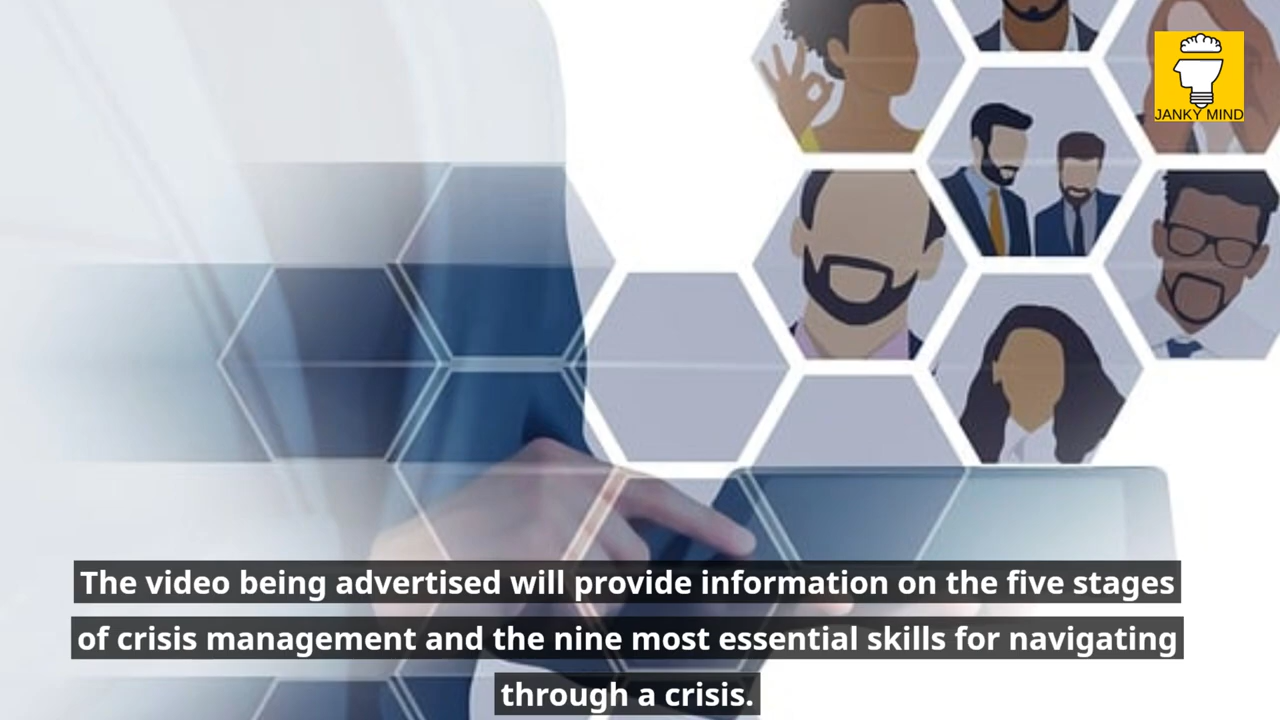 JANKY MIND
The video being advertised will provide information on the five stages
of crisis management and the nine most essential skills for navigating
through a crisis.